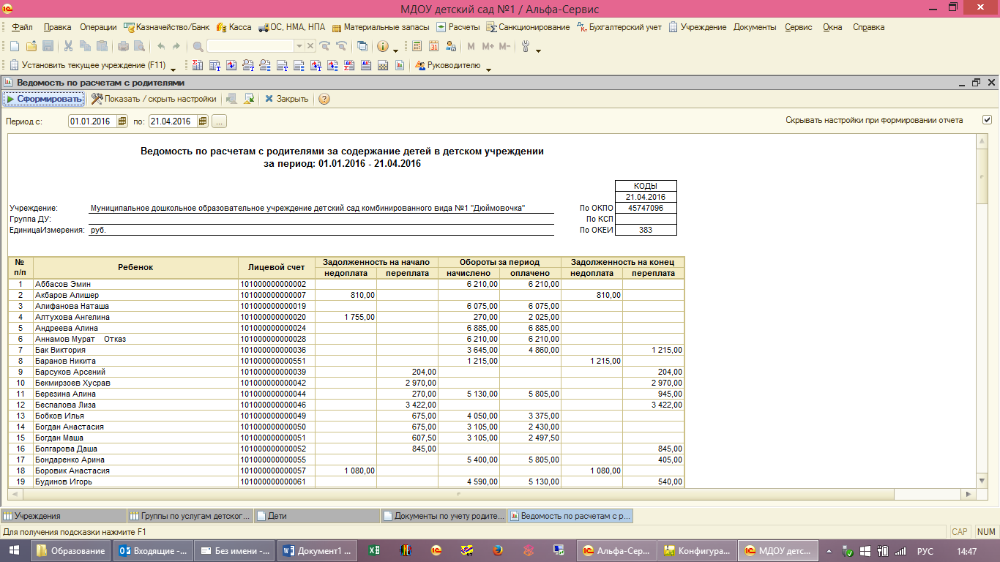 МДОУ детский сад №1 / Альфа-Сервис
Файл Правка Операции Казначейство/Банк Касса ОС, НМА, НПА Материальные запасы Расчеты Санкционирование Бухгалтерский учет Учреждение Документы Сервис Окна Справка
M M+ M-
Установить текущее учреждение (F11) Руководителю
Ведомость по расчетам с родителями
Сформировать Показать / скрыть настройки Закрыть
Период с: 01.01.2016 по: 21.04.2016 ... Скрывать настройки при формировании отчета
Ведомость по расчетам с родителями за содержание детей в детском учреждении
за период: 01.01.2016 - 21.04.2016
КОДЫ
21.04.2016
Учреждение: Муниципальное дошкольное образовательное учреждение детский сад комбинированного вида №1 "Дюймовочка" По ОКПО 45747096
Группа ДУ: По КСП
ЕдиницаИзмерения: руб. По ОКЕИ 383
№ п/п Ребенок Лицевой счет Задолженность на начало Обороты за период Задолженность на конец
недоплата переплата начислено оплачено недоплата переплата
1 Аббасов Эмин 101000000000002 6 210,00 6 210,00
2 Акбаров Алишер 101000000000007 810,00 810,00
3 Алифанова Наташа 101000000000019 6 075,00 6 075,00
4 Алтухова Ангелина 101000000000020 1 755,00 270,00 2 025,00
5 Андреева Алина 101000000000024 6 885,00 6 885,00
6 Аннамов Мурат Отказ 101000000000028 6 210,00 6 210,00
7 Бак Виктория 101000000000036 3 645,00 4 860,00 1 215,00
8 Баранов Никита 101000000000551 1 215,00 1 215,00
9 Барсуков Арсений 101000000000039 204,00 204,00
10 Бекмирзоев Хусрав 101000000000042 2 970,00 2 970,00
11 Березина Алина 101000000000044 270,00 5 130,00 5 805,00 945,00
12 Беспалова Лиза 101000000000046 3 422,00 3 422,00
13 Бобков Илья 101000000000049 675,00 4 050,00 3 375,00
14 Богдан Анастасия 101000000000050 675,00 3 105,00 2 430,00
15 Богдан Маша 101000000000051 607,50 3 105,00 2 497,50
16 Болгарова Даша 101000000000052 845,00 845,00
17 Бондаренко Арина 101000000000055 5 400,00 5 805,00 405,00
18 Боровик Анастасия 101000000000057 1 080,00 1 080,00
19 Будинов Игорь 101000000000061 4 590,00 5 130,00 540,00
Учреждения Группы по услугам детског... Дети Документы по учету родите... Ведомость по расчетам с р...
Для получения подсказки нажмите F1 CAP NUM
Образование Входящие -... Без имени -... Документ1 ... Альфа-Сер... Конфигура... МДОУ детс... РУС 14:47